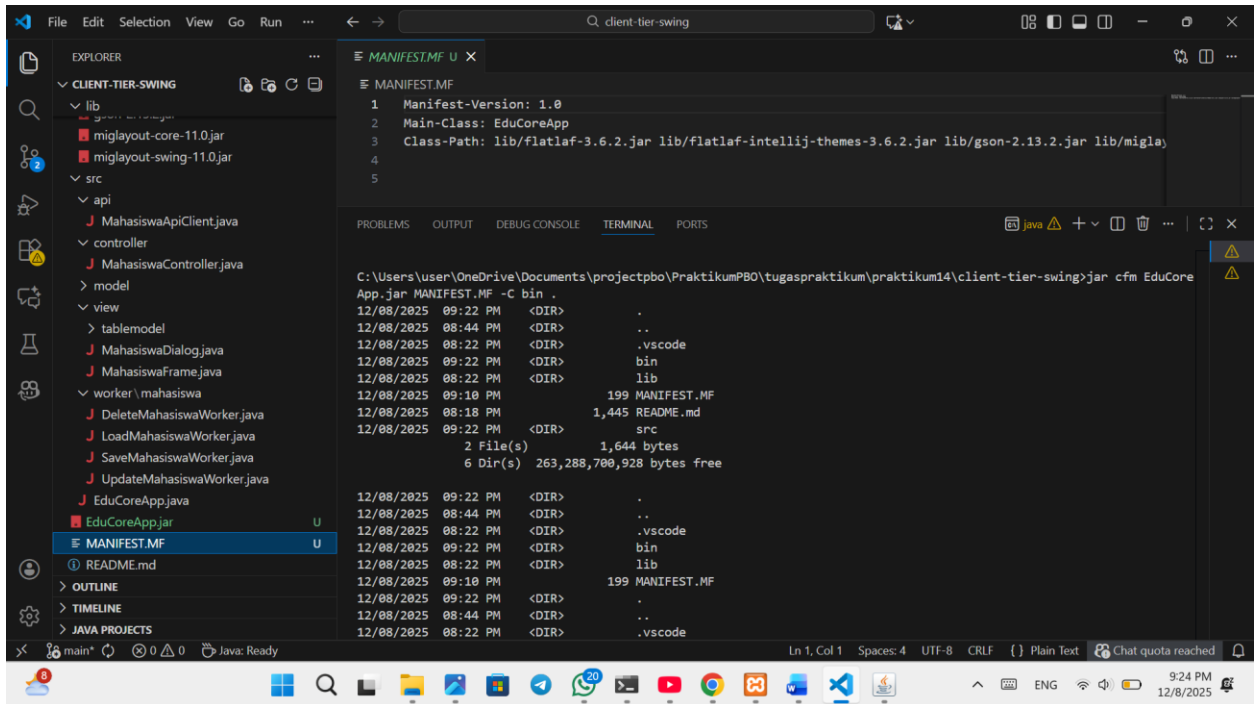 File Edit Selection View Go Run ··· client-tier-swing
EXPLORER ···
CLIENT-TIER-SWING
lib
miglayout-core-11.0.jar
miglayout-swing-11.0.jar
src
api
J MahasiswaApiClient.java
controller
J MahasiswaController.java
model
view
tablemodel
J MahasiswaDialog.java
J MahasiswaFrame.java
worker\mahasiswa
J DeleteMahasiswaWorker.java
J LoadMahasiswaWorker.java
J SaveMahasiswaWorker.java
J UpdateMahasiswaWorker.java
J EduCoreApp.java
EduCoreApp.jar U
MANIFEST.MF U
README.md
OUTLINE
TIMELINE
JAVA PROJECTS
MANIFEST.MF U
MANIFEST.MF
1 Manifest-Version: 1.0
2 Main-Class: EduCoreApp
3 Class-Path: lib/flatlaf-3.6.2.jar lib/flatlaf-intellij-themes-3.6.2.jar lib/gson-2.13.2.jar lib/miglay
4
5
PROBLEMS OUTPUT DEBUG CONSOLE TERMINAL PORTS java
C:\Users\user\OneDrive\Documents\projectpbo\PraktikumPBO\tugaspraktikum\praktikum14\client-tier-swing>jar cfm EduCore
App.jar MANIFEST.MF -C bin .
12/08/2025 09:22 PM <DIR> .
12/08/2025 08:44 PM <DIR> ..
12/08/2025 08:22 PM <DIR> .vscode
12/08/2025 09:22 PM <DIR> bin
12/08/2025 08:22 PM <DIR> lib
12/08/2025 09:10 PM 199 MANIFEST.MF
12/08/2025 08:18 PM 1,445 README.md
12/08/2025 09:22 PM <DIR> src
2 File(s) 1,644 bytes
6 Dir(s) 263,288,700,928 bytes free
12/08/2025 09:22 PM <DIR> .
12/08/2025 08:44 PM <DIR> ..
12/08/2025 08:22 PM <DIR> .vscode
12/08/2025 09:22 PM <DIR> bin
12/08/2025 08:22 PM <DIR> lib
12/08/2025 09:10 PM 199 MANIFEST.MF
12/08/2025 09:22 PM <DIR> .
12/08/2025 08:44 PM <DIR> ..
12/08/2025 08:22 PM <DIR> .vscode
main* 0 0 Java: Ready Ln 1, Col 1 Spaces: 4 UTF-8 CRLF {} Plain Text Chat quota reached
8 20 ENG 9:24 PM
12/8/2025